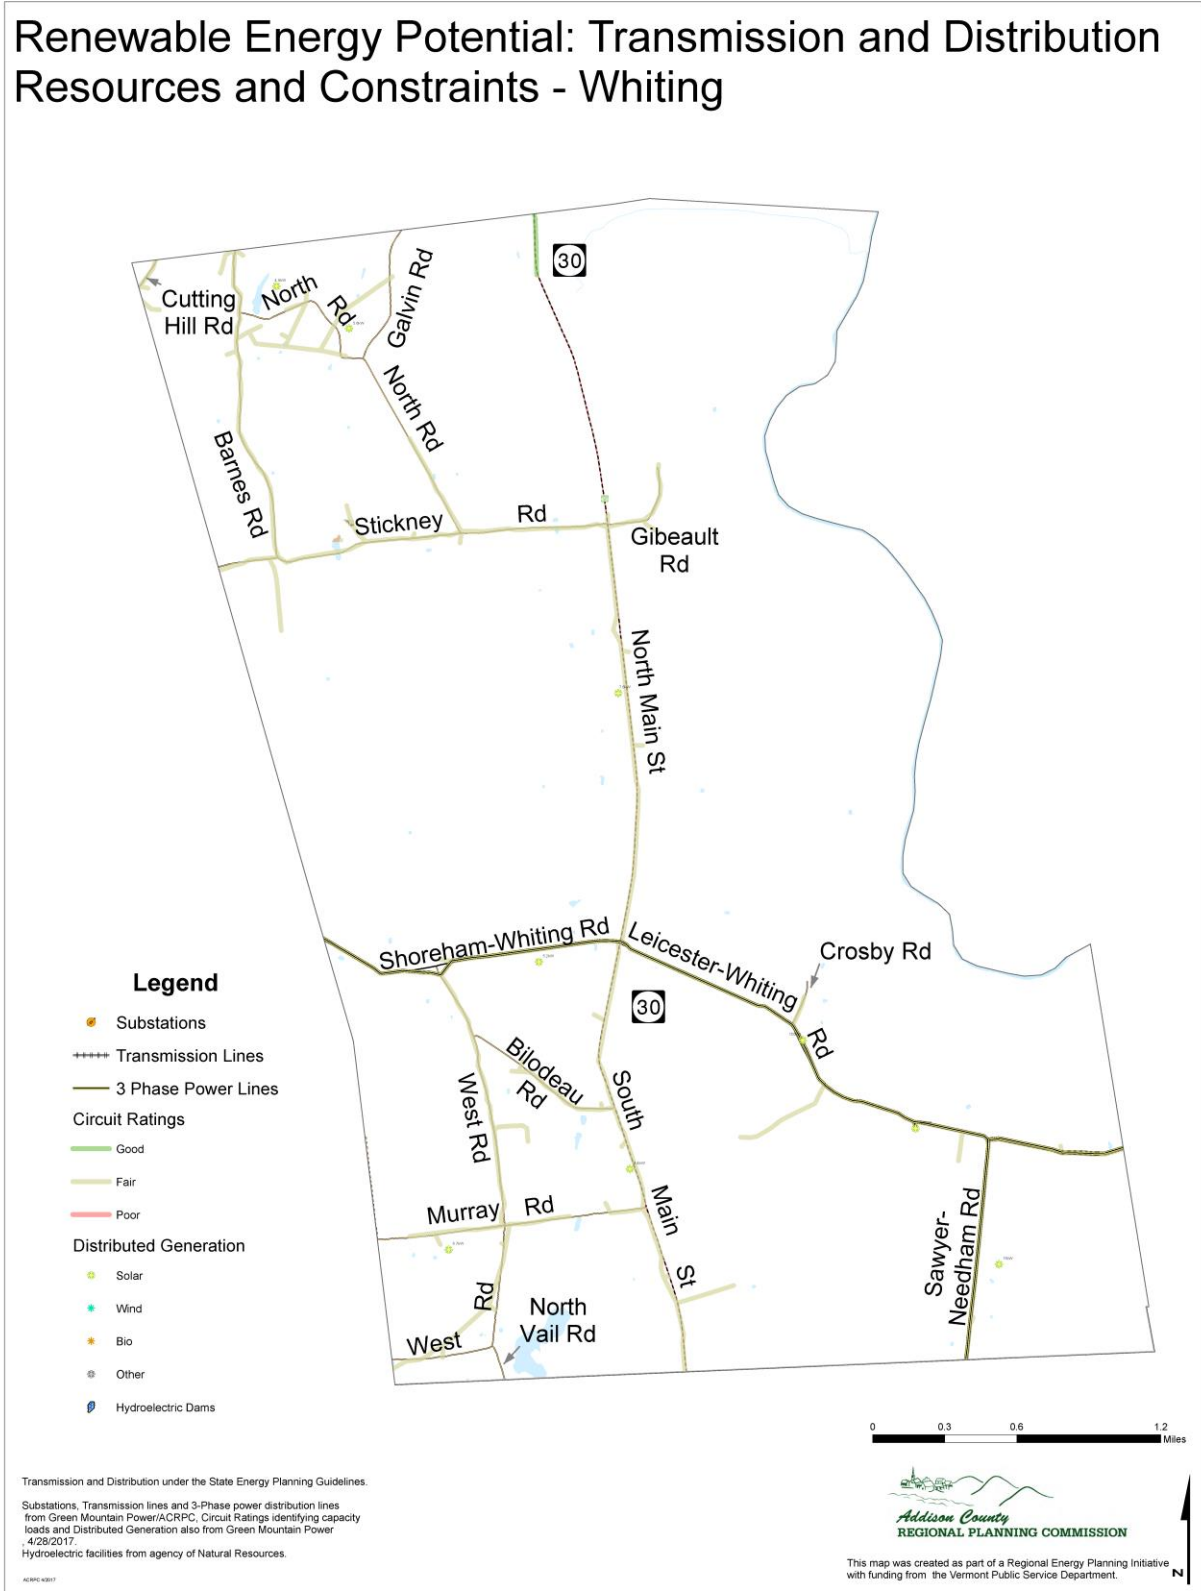 Renewable Energy Potential: Transmission and Distribution
Resources and Constraints - Whiting
30
Cutting
Hill Rd
North
Rd
Galvin Rd
North Rd
Barnes Rd
Stickney
Rd
Gibeault
Rd
North Main St
Shoreham-Whiting Rd
Leicester-Whiting
Rd
Crosby Rd
30
Bilodeau
Rd
West Rd
South
Main
St
Murray
Rd
Rd
West
North
Vail Rd
Sawyer-
Needham Rd
Legend
Substations
Transmission Lines
3 Phase Power Lines
Circuit Ratings
Good
Fair
Poor
Distributed Generation
Solar
Wind
Bio
Other
Hydroelectric Dams
0 0.3 0.6 1.2
Miles
Transmission and Distribution under the State Energy Planning Guidelines.
Substations, Transmission lines and 3-Phase power distribution lines
from Green Mountain Power/ACRPC, Circuit Ratings identifying capacity
loads and Distributed Generation also from Green Mountain Power
, 4/28/2017.
Hydroelectric facilities from agency of Natural Resources.
ACRPC 4/2017
Addison County
REGIONAL PLANNING COMMISSION
This map was created as part of a Regional Energy Planning Initiative
with funding from the Vermont Public Service Department.
N